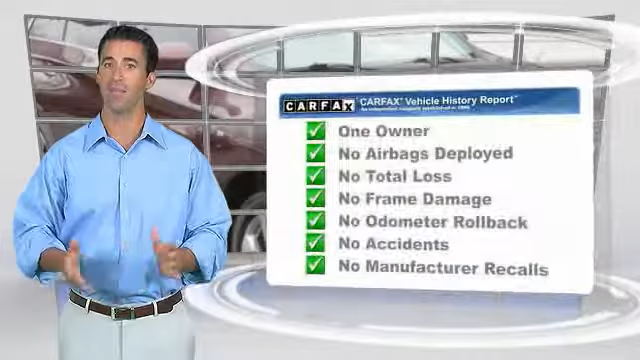 CARFAX CARFAX® Vehicle History Report™
One Owner
No Airbags Deployed
No Total Loss
No Frame Damage
No Odometer Rollback
No Accidents
No Manufacturer Recalls